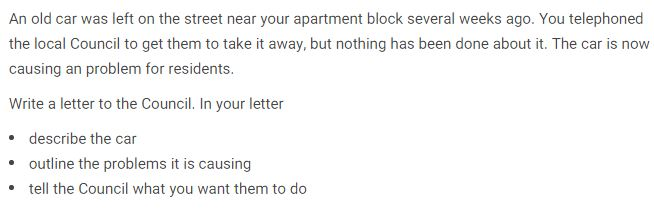 An old car was left on the street near your apartment block several weeks ago. You telephoned
the local Council to get them to take it away, but nothing has been done about it. The car is now
causing an problem for residents.
Write a letter to the Council. In your letter
• describe the car
• outline the problems it is causing
• tell the Council what you want them to do